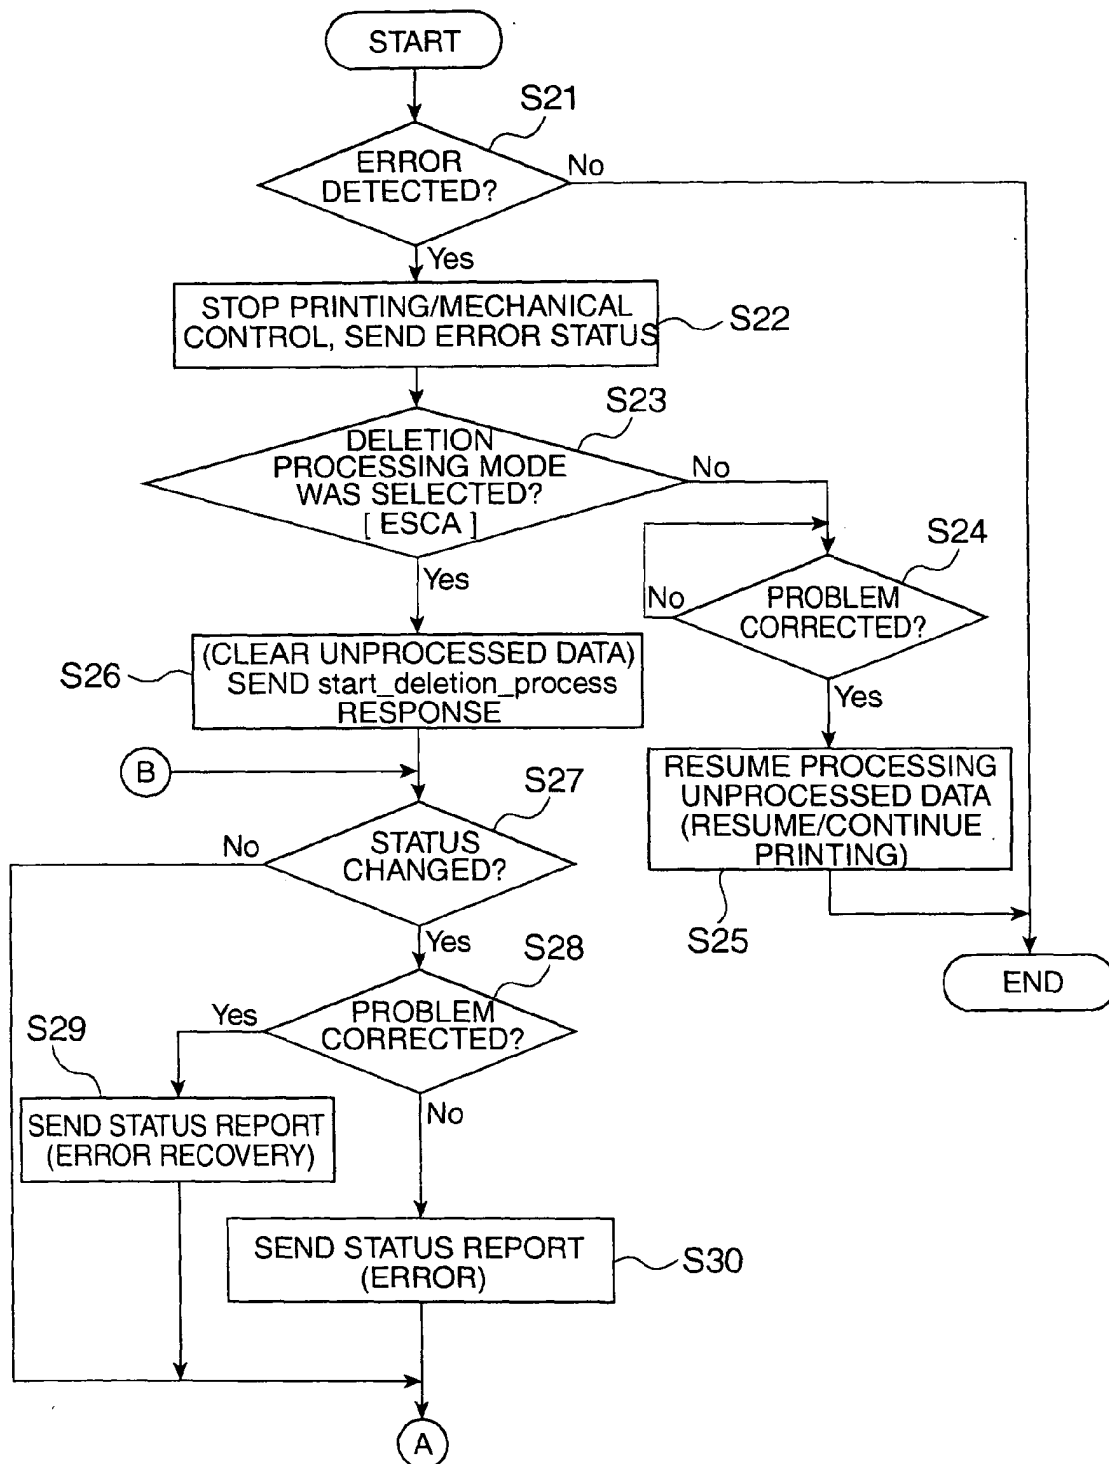 START
S21
ERROR
DETECTED?
No
Yes
STOP PRINTING/MECHANICAL
CONTROL, SEND ERROR STATUS
S22
S23
DELETION
PROCESSING MODE
WAS SELECTED?
[ ESCA ]
No
Yes
S24
PROBLEM
CORRECTED?
No
Yes
S26
(CLEAR UNPROCESSED DATA)
SEND start_deletion_process
RESPONSE
RESUME PROCESSING
UNPROCESSED DATA
(RESUME/CONTINUE
PRINTING)
S25
END
B
S27
STATUS
CHANGED?
No
Yes
S28
PROBLEM
CORRECTED?
Yes
No
S29
SEND STATUS REPORT
(ERROR RECOVERY)
SEND STATUS REPORT
(ERROR)
S30
A